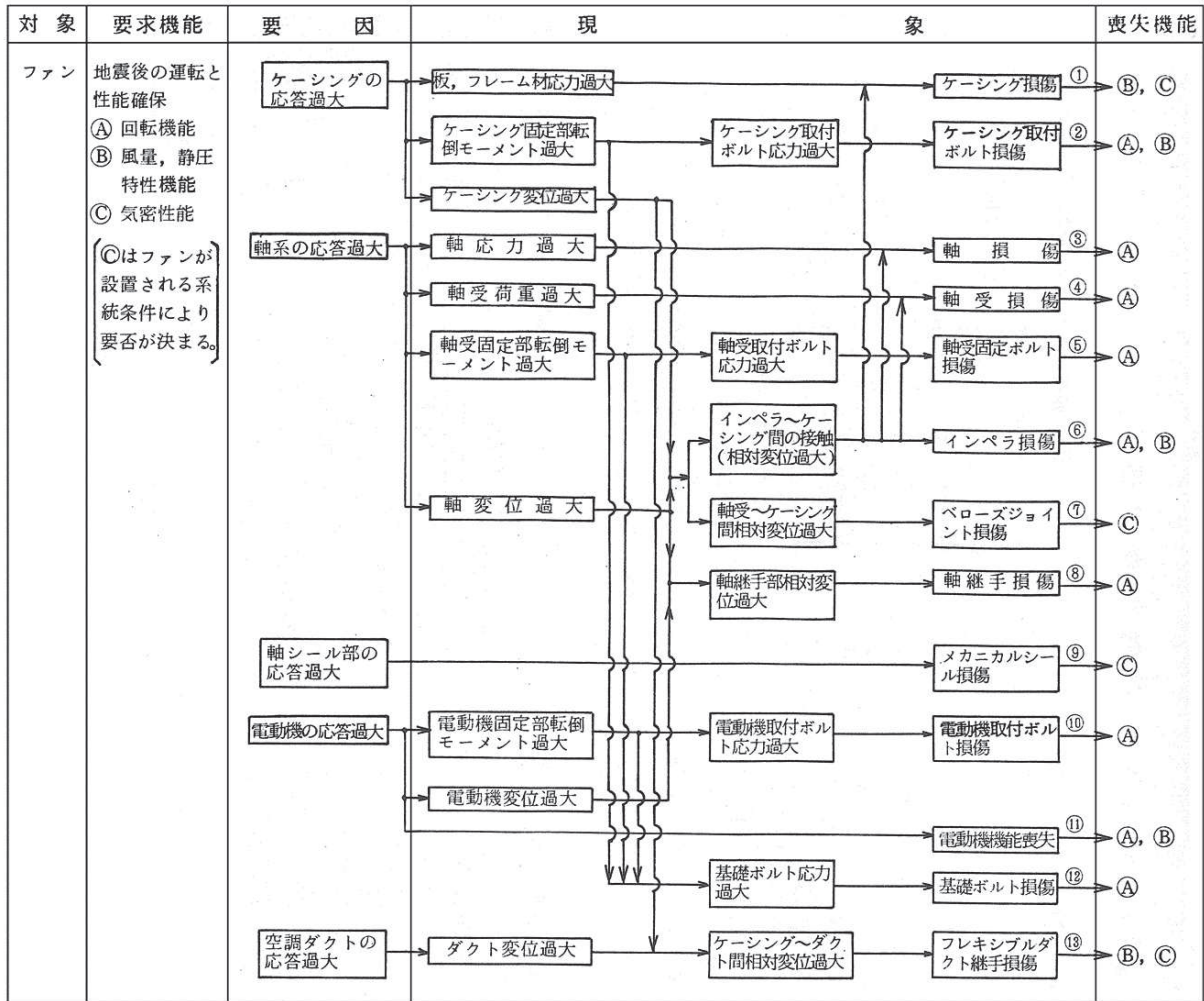 対象
要求機能
要因
現象
喪失機能
ファン
地震後の運転と
性能確保
Ⓐ 回転機能
Ⓑ 風量,静圧
特性機能
Ⓒ 気密性能
Ⓒはファンが
設置される系
統条件により
要否が決まる。
ケーシングの
応答過大
板,フレーム材応力過大
ケーシング損傷
①
Ⓑ, Ⓒ
ケーシング固定部転
倒モーメント過大
ケーシング取付
ボルト応力過大
ケーシング取付
ボルト損傷
②
Ⓐ, Ⓑ
ケーシング変位過大
軸系の応答過大
軸応力過大
軸損傷
③
Ⓐ
軸受荷重過大
軸受損傷
④
Ⓐ
軸受固定部転倒モ
ーメント過大
軸受取付ボルト
応力過大
軸受固定ボルト
損傷
⑤
Ⓐ
インペラ~ケー
シング間の接触
(相対変位過大)
インペラ損傷
⑥
Ⓐ, Ⓑ
軸変位過大
軸受~ケーシング
間相対変位過大
ベローズジョイ
ント損傷
⑦
Ⓒ
軸継手部相対変
位過大
軸継手損傷
⑧
Ⓐ
軸シール部の
応答過大
メカニカルシー
ル損傷
⑨
Ⓒ
電動機の応答過大
電動機固定部転倒
モーメント過大
電動機取付ボル
ト応力過大
電動機取付ボル
ト損傷
⑩
Ⓐ
電動機変位過大
電動機機能喪失
⑪
Ⓐ, Ⓑ
基礎ボルト応力
過大
基礎ボルト損傷
⑫
Ⓐ
空調ダクトの
応答過大
ダクト変位過大
ケーシング~ダク
ト間相対変位過大
フレキシブルダ
クト継手損傷
⑬
Ⓑ, Ⓒ